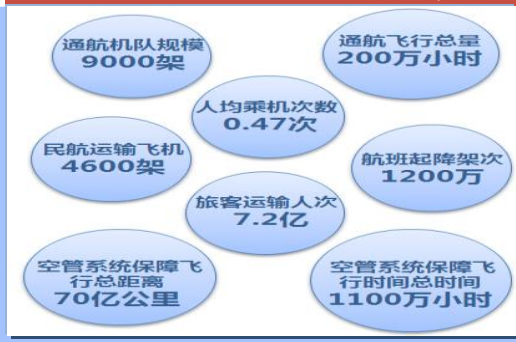 通航机队规模
9000架
通航飞行总量
200万小时
人均乘机次数
0.47次
民航运输飞机
4600架
航班起降架次
1200万
旅客运输人次
7.2亿
空管系统保障飞
行总距离
70亿公里
空管系统保障飞
行时间总时间
1100万小时